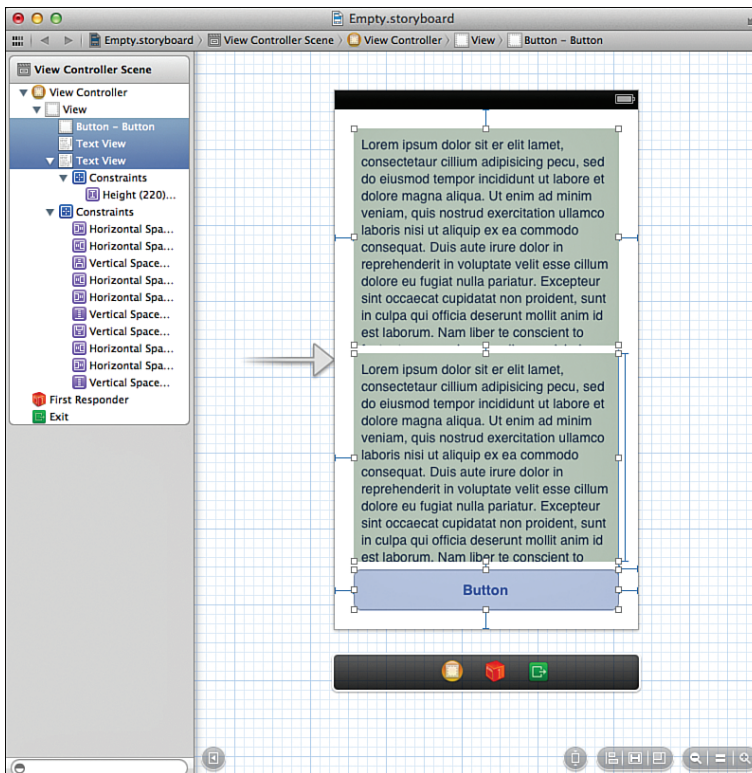 Empty.storyboard
Empty.storyboard
View Controller Scene
View Controller
View
Button – Button
View Controller Scene
View Controller
View
Button – Button
Text View
Text View
Constraints
Height (220)...
Constraints
Horizontal Spa...
Horizontal Spa...
Vertical Space...
Horizontal Spa...
Horizontal Spa...
Vertical Space...
Vertical Space...
Horizontal Spa...
Horizontal Spa...
Vertical Space...
First Responder
Exit
Lorem ipsum dolor sit er elit lamet,
consectetaur cillium adipisicing pecu, sed
do eiusmod tempor incididunt ut labore et
dolore magna aliqua. Ut enim ad minim
veniam, quis nostrud exercitation ullamco
laboris nisi ut aliquip ex ea commodo
consequat. Duis aute irure dolor in
reprehenderit in voluptate velit esse cillum
dolore eu fugiat nulla pariatur. Excepteur
sint occaecat cupidatat non proident, sunt
in culpa qui officia deserunt mollit anim id
est laborum. Nam liber te conscient to
Lorem ipsum dolor sit er elit lamet,
consectetaur cillium adipisicing pecu, sed
do eiusmod tempor incididunt ut labore et
dolore magna aliqua. Ut enim ad minim
veniam, quis nostrud exercitation ullamco
laboris nisi ut aliquip ex ea commodo
consequat. Duis aute irure dolor in
reprehenderit in voluptate velit esse cillum
dolore eu fugiat nulla pariatur. Excepteur
sint occaecat cupidatat non proident, sunt
in culpa qui officia deserunt mollit anim id
est laborum. Nam liber te conscient to
Button